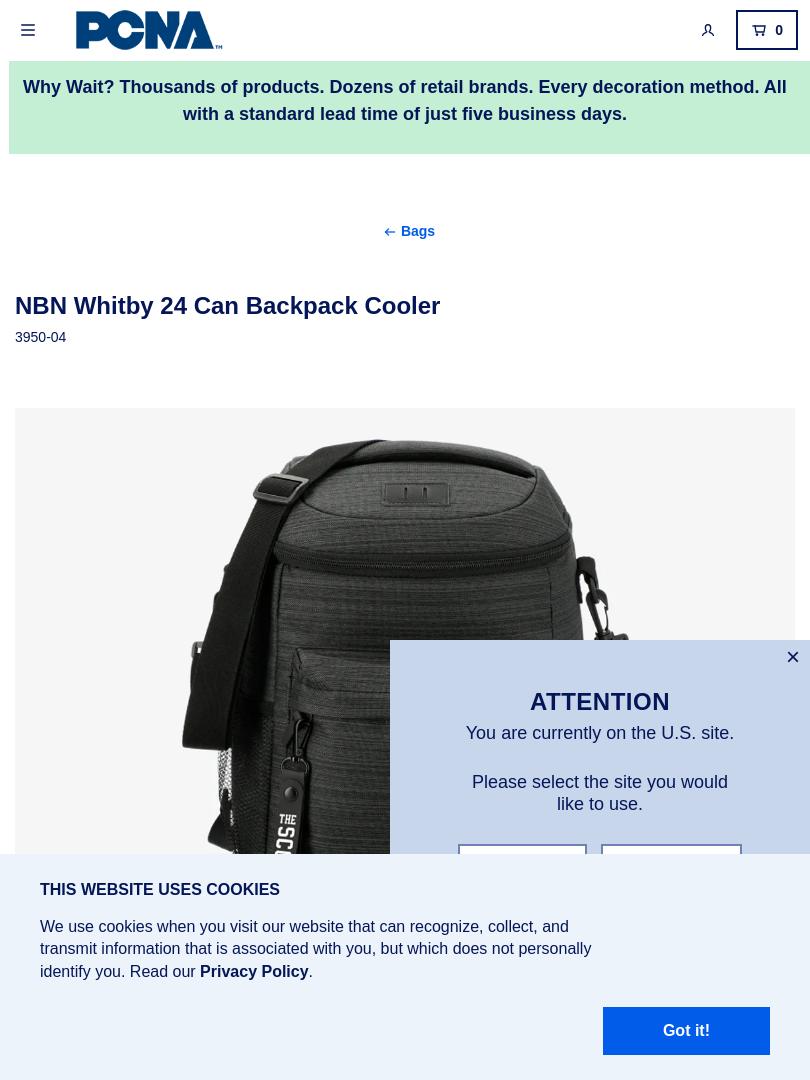 PCNA™
0
Why Wait? Thousands of products. Dozens of retail brands. Every decoration method. All
with a standard lead time of just five business days.
← Bags
NBN Whitby 24 Can Backpack Cooler
3950-04
THE
ATTENTION
You are currently on the U.S. site.
Please select the site you would
like to use.
THIS WEBSITE USES COOKIES
We use cookies when you visit our website that can recognize, collect, and
transmit information that is associated with you, but which does not personally
identify you. Read our Privacy Policy.
Got it!